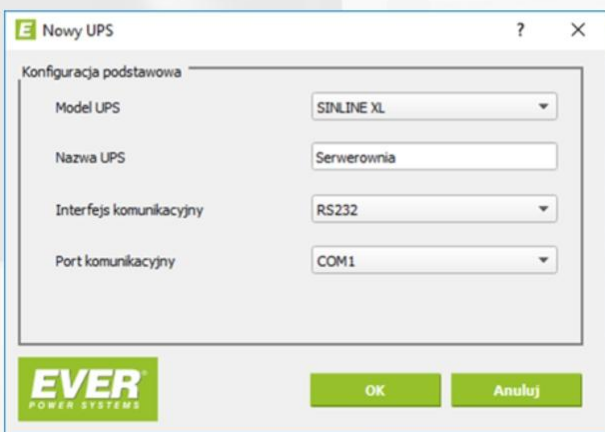 E Nowy UPS ?
Konfiguracja podstawowa
Model UPS SINLINE XL
Nazwa UPS Serwerownia
Interfejs komunikacyjny RS232
Port komunikacyjny COM1
EVER
POWER SYSTEMS
OK Anuluj